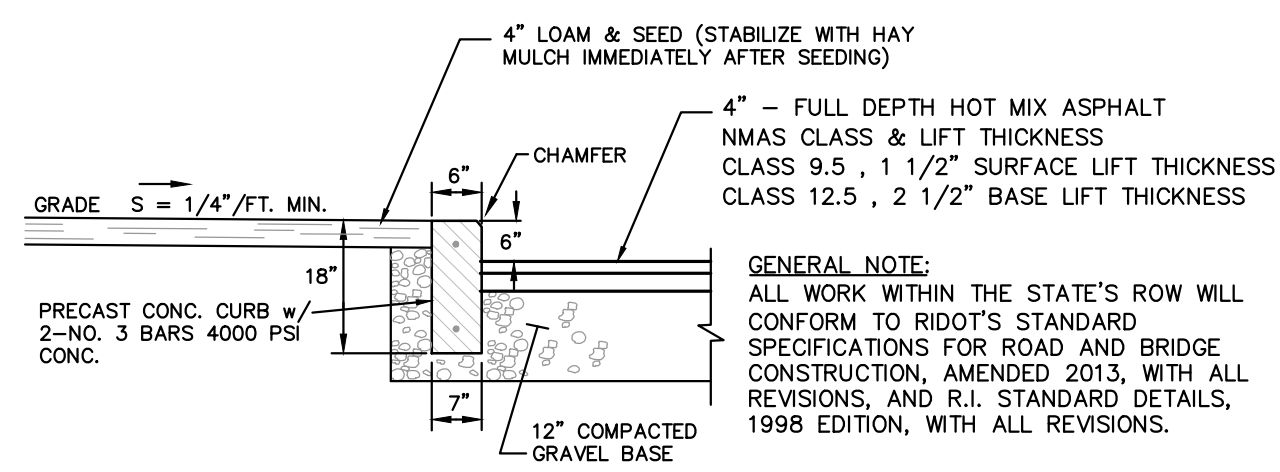 4" LOAM & SEED (STABILIZE WITH HAY
MULCH IMMEDIATELY AFTER SEEDING)
4" – FULL DEPTH HOT MIX ASPHALT
NMAS CLASS & LIFT THICKNESS
CLASS 9.5 , 1 1/2" SURFACE LIFT THICKNESS
CLASS 12.5 , 2 1/2" BASE LIFT THICKNESS
CHAMFER
6"
GRADE S = 1/4"/FT. MIN.
6"
18"
PRECAST CONC. CURB w/
2–NO. 3 BARS 4000 PSI
CONC.
7"
12" COMPACTED
GRAVEL BASE
GENERAL NOTE:
ALL WORK WITHIN THE STATE'S ROW WILL
CONFORM TO RIDOT'S STANDARD
SPECIFICATIONS FOR ROAD AND BRIDGE
CONSTRUCTION, AMENDED 2013, WITH ALL
REVISIONS, AND R.I. STANDARD DETAILS,
1998 EDITION, WITH ALL REVISIONS.